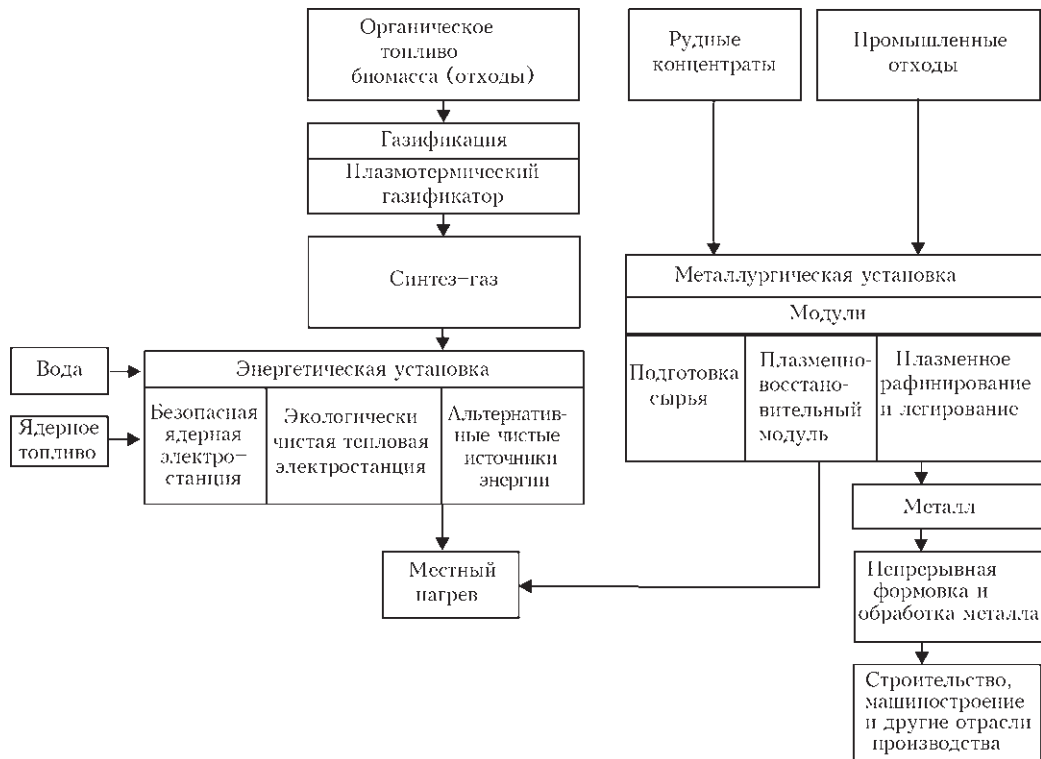 Органическое
топливо
биомасса (отходы)
Рудные
концентраты
Промышленные
отходы
Газификация
Плазмотермический
газификатор
Синтез-газ
Металлургическая установка
Модули
Подготовка
сырья
Плазменно-
восстано-
вительный
модуль
Плазменное
рафинирование
и легирование
Вода
Ядерное
топливо
Энергетическая установка
Безопасная
ядерная
электро-
станция
Экологически
чистая тепловая
электростанция
Альтернатив-
ные чистые
источники
энергии
Местный
нагрев
Металл
Непрерывная
формовка и
обработка металла
Строительство,
машиностроение
и другие отрасли
производства